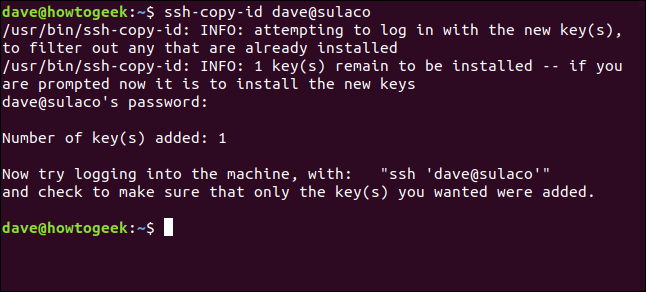 dave@howtogeek:~$ ssh-copy-id dave@sulaco
/usr/bin/ssh-copy-id: INFO: attempting to log in with the new key(s),
to filter out any that are already installed
/usr/bin/ssh-copy-id: INFO: 1 key(s) remain to be installed -- if you
are prompted now it is to install the new keys
dave@sulaco's password:
Number of key(s) added: 1
Now try logging into the machine, with:   "ssh 'dave@sulaco'"
and check to make sure that only the key(s) you wanted were added.
dave@howtogeek:~$